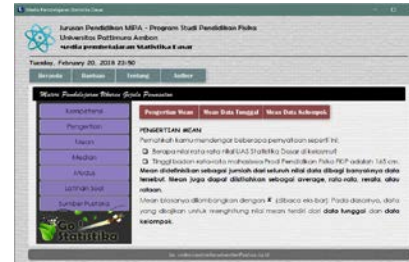 Media Pembelajaran Statistika Dasar
Jurusan Pendidikan MIPA - Program Studi Pendidikan Fisika
Universitas Pattimura Ambon
Media pembelajaran Statistika Dasar
Tuesday, February 20, 2018 23:50
Beranda Bantuan Tentang Author
Materi Pembelajaran Ukuran Gejala Pemusatan
Kompetensi
Pengertian
Mean
Median
Modus
Latihan Soal
Sumber Pustaka
Go
Statistika
Pengertian Mean Mean Data Tunggal Mean Data Kelompok
PENGERTIAN MEAN
Pernahkah kamu mendengar beberapa pernyataan seperti ini:
Berapa nilai rata-rata nilai UAS Statistika Dasar di kelasmu?
Tinggi badan rata-rata mahasiswa Prodi Pendidikan Fisika FKIP adalah 165 cm.
Mean didefinisikan sebagai jumlah dari seluruh nilai data dibagi banyaknya data
tersebut. Mean juga dapat diistilahkan sebagai average, rata-rata, rerata, atau
rataan.
Mean biasanya dilambangkan dengan x̄ (dibaca eks bar). Pada dasarnya, data
yang disajikan untuk menghitung nilai mean terdiri dari data tunggal dan data
kelompok.